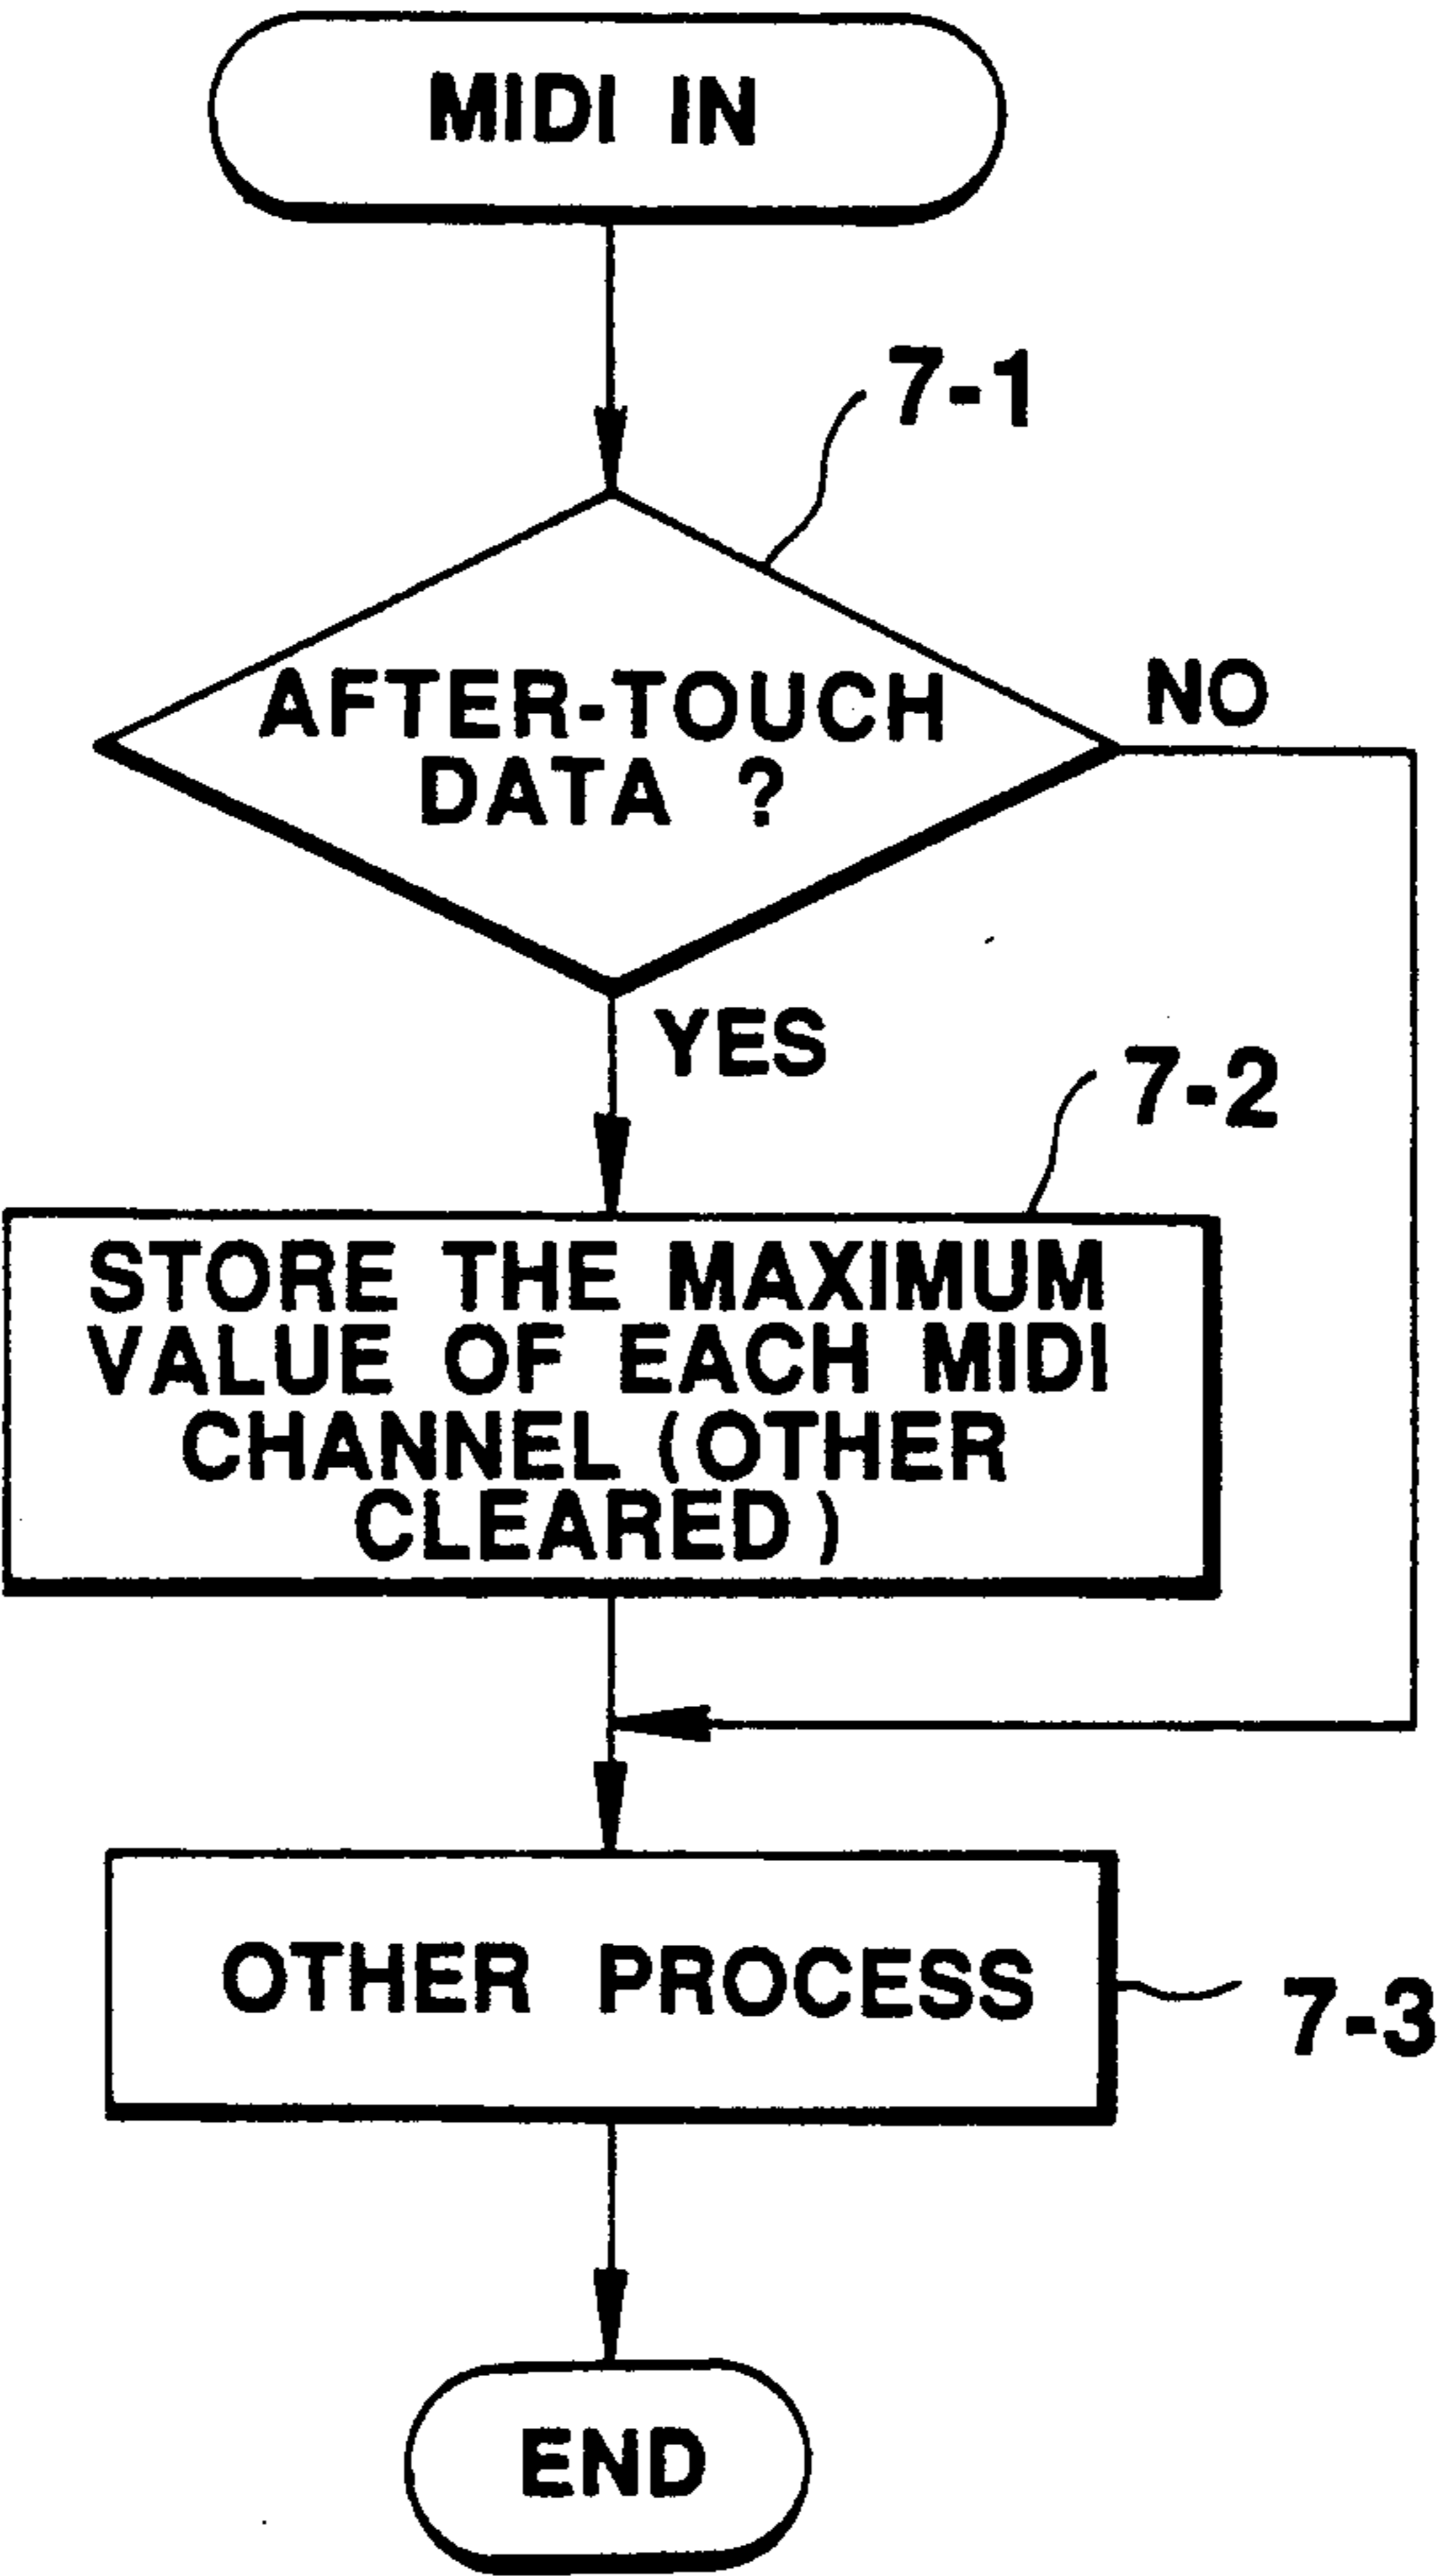 MIDI IN
7-1
AFTER-TOUCH
DATA ?
NO
YES
7-2
STORE THE MAXIMUM
VALUE OF EACH MIDI
CHANNEL (OTHER
CLEARED)
OTHER PROCESS
7-3
END